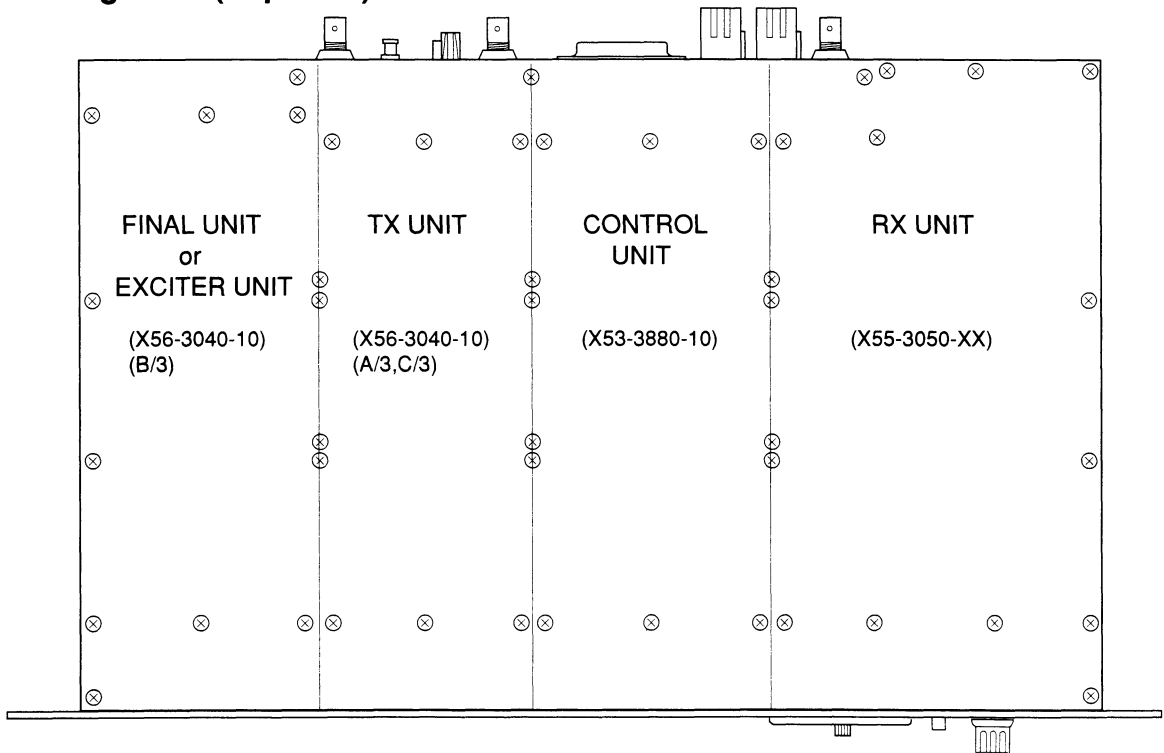 FINAL UNIT
or
EXCITER UNIT
(X56-3040-10)
(B/3)
TX UNIT
(X56-3040-10)
(A/3,C/3)
CONTROL
UNIT
(X53-3880-10)
RX UNIT
(X55-3050-XX)